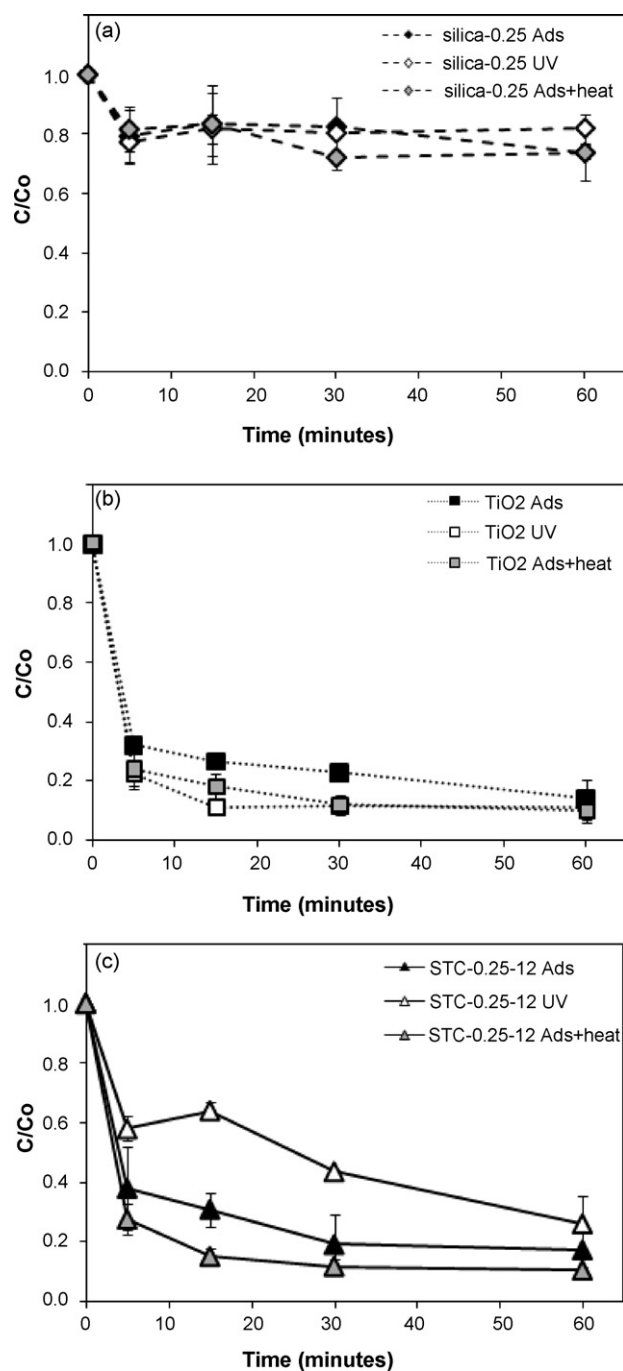 (a)
silica-0.25 Ads
silica-0.25 UV
silica-0.25 Ads+heat
1.0
0.8
0.6
0.4
0.2
0.0
C/Co
0 10 20 30 40 50 60
Time (minutes)
(b)
TiO2 Ads
TiO2 UV
TiO2 Ads+heat
1.0
0.8
0.6
0.4
0.2
0.0
C/Co
0 10 20 30 40 50 60
Time (minutes)
(c)
STC-0.25-12 Ads
STC-0.25-12 UV
STC-0.25-12 Ads+heat
1.0
0.8
0.6
0.4
0.2
0.0
C/Co
0 10 20 30 40 50 60
Time (minutes)